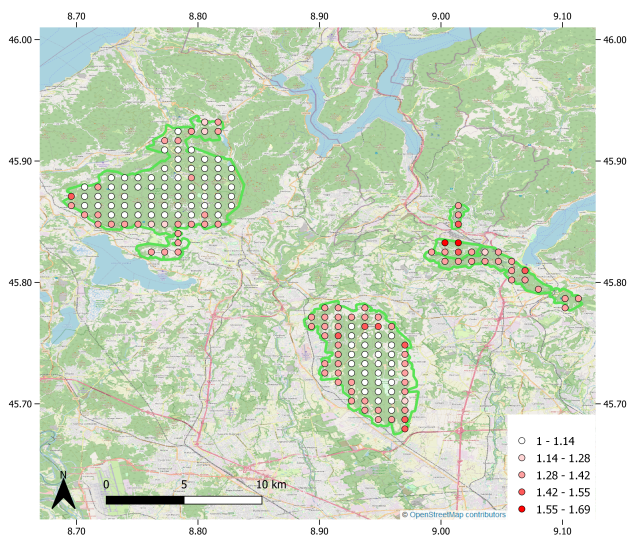 8.70 8.80 8.90 9.00 9.10
46.00 46.00
45.90 45.90
45.80 45.80
45.70 45.70
1 - 1.14
1.14 - 1.28
1.28 - 1.42
1.42 - 1.55
1.55 - 1.69
N
0 5 10 km
© OpenStreetMap contributors
8.70 8.80 8.90 9.00 9.10